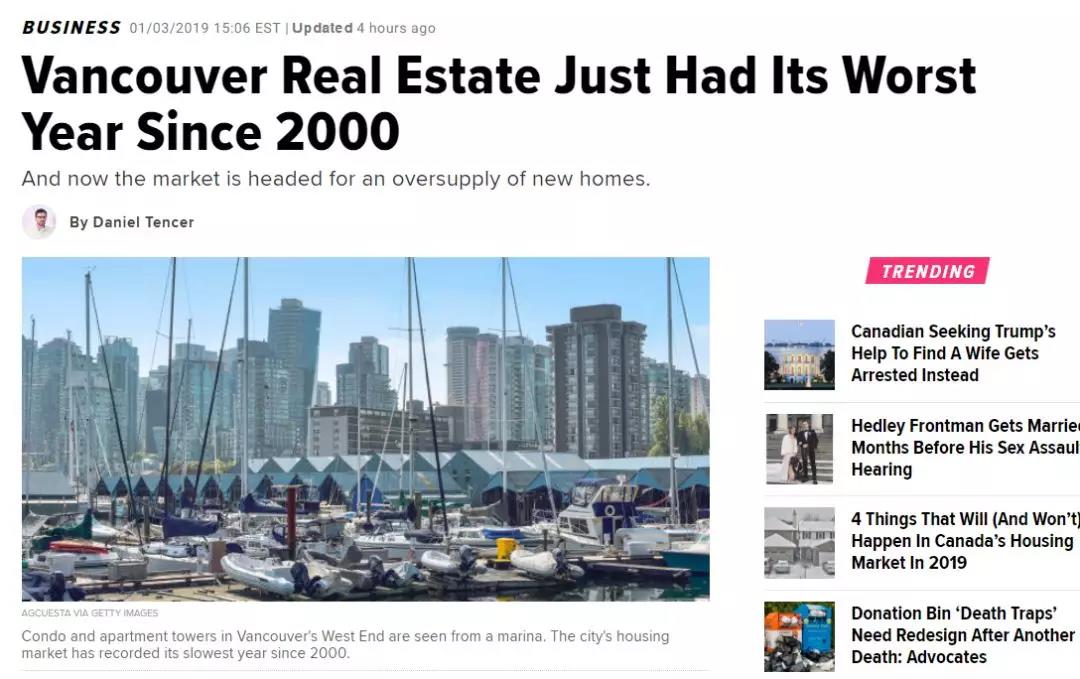 BUSINESS 01/03/2019 15:06 EST | Updated 4 hours ago
Vancouver Real Estate Just Had Its Worst
Year Since 2000
And now the market is headed for an oversupply of new homes.
By Daniel Tencer
AGCUESTA VIA GETTY IMAGES
Condo and apartment towers in Vancouver's West End are seen from a marina. The city's housing
market has recorded its slowest year since 2000.
TRENDING
Canadian Seeking Trump's
Help To Find A Wife Gets
Arrested Instead
Hedley Frontman Gets Marrie
Months Before His Sex Assaul
Hearing
4 Things That Will (And Won't)
Happen In Canada's Housing
Market In 2019
Donation Bin 'Death Traps'
Need Redesign After Another
Death: Advocates